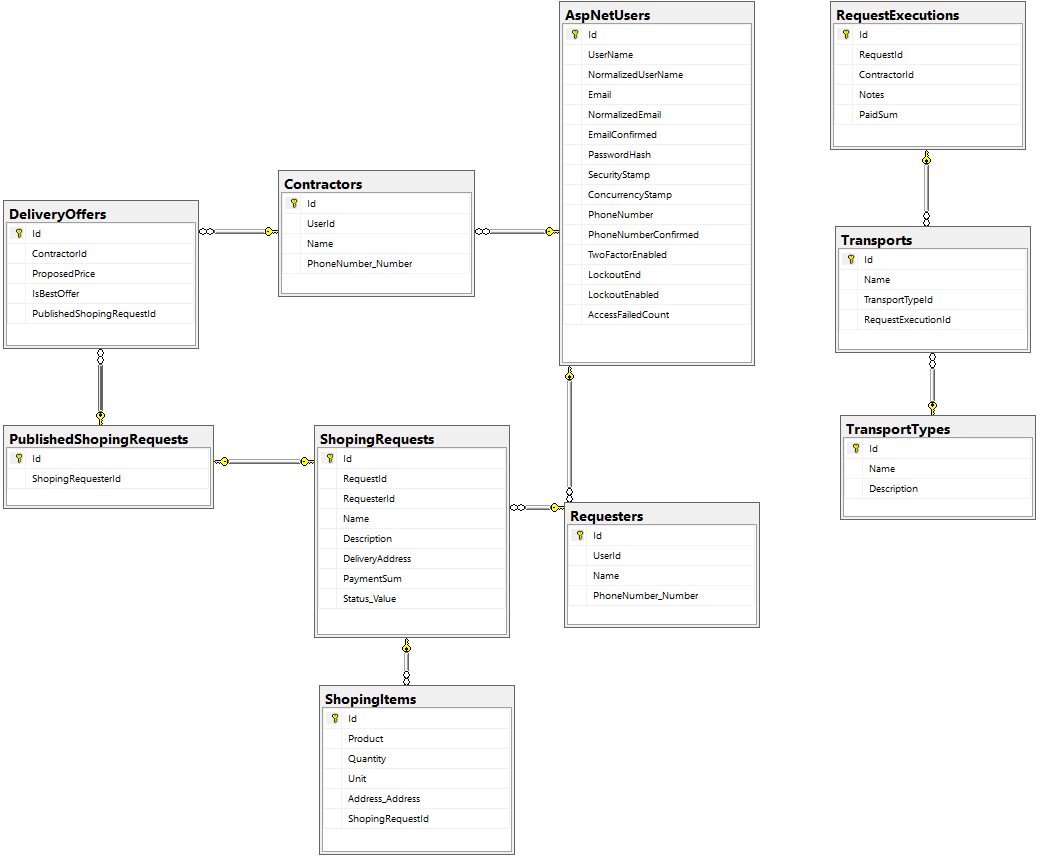 AspNetUsers
Id
UserName
NormalizedUserName
Email
NormalizedEmail
EmailConfirmed
PasswordHash
SecurityStamp
ConcurrencyStamp
PhoneNumber
PhoneNumberConfirmed
TwoFactorEnabled
LockoutEnd
LockoutEnabled
AccessFailedCount
RequestExecutions
Id
RequestId
ContractorId
Notes
PaidSum
Contractors
Id
UserId
Name
PhoneNumber_Number
DeliveryOffers
Id
ContractorId
ProposedPrice
IsBestOffer
PublishedShopingRequestId
Transports
Id
Name
TransportTypeId
RequestExecutionId
TransportTypes
Id
Name
Description
PublishedShopingRequests
Id
ShopingRequesterId
ShopingRequests
Id
RequestId
RequesterId
Name
Description
DeliveryAddress
PaymentSum
Status_Value
Requesters
Id
UserId
Name
PhoneNumber_Number
ShopingItems
Id
Product
Quantity
Unit
Address_Address
ShopingRequestId